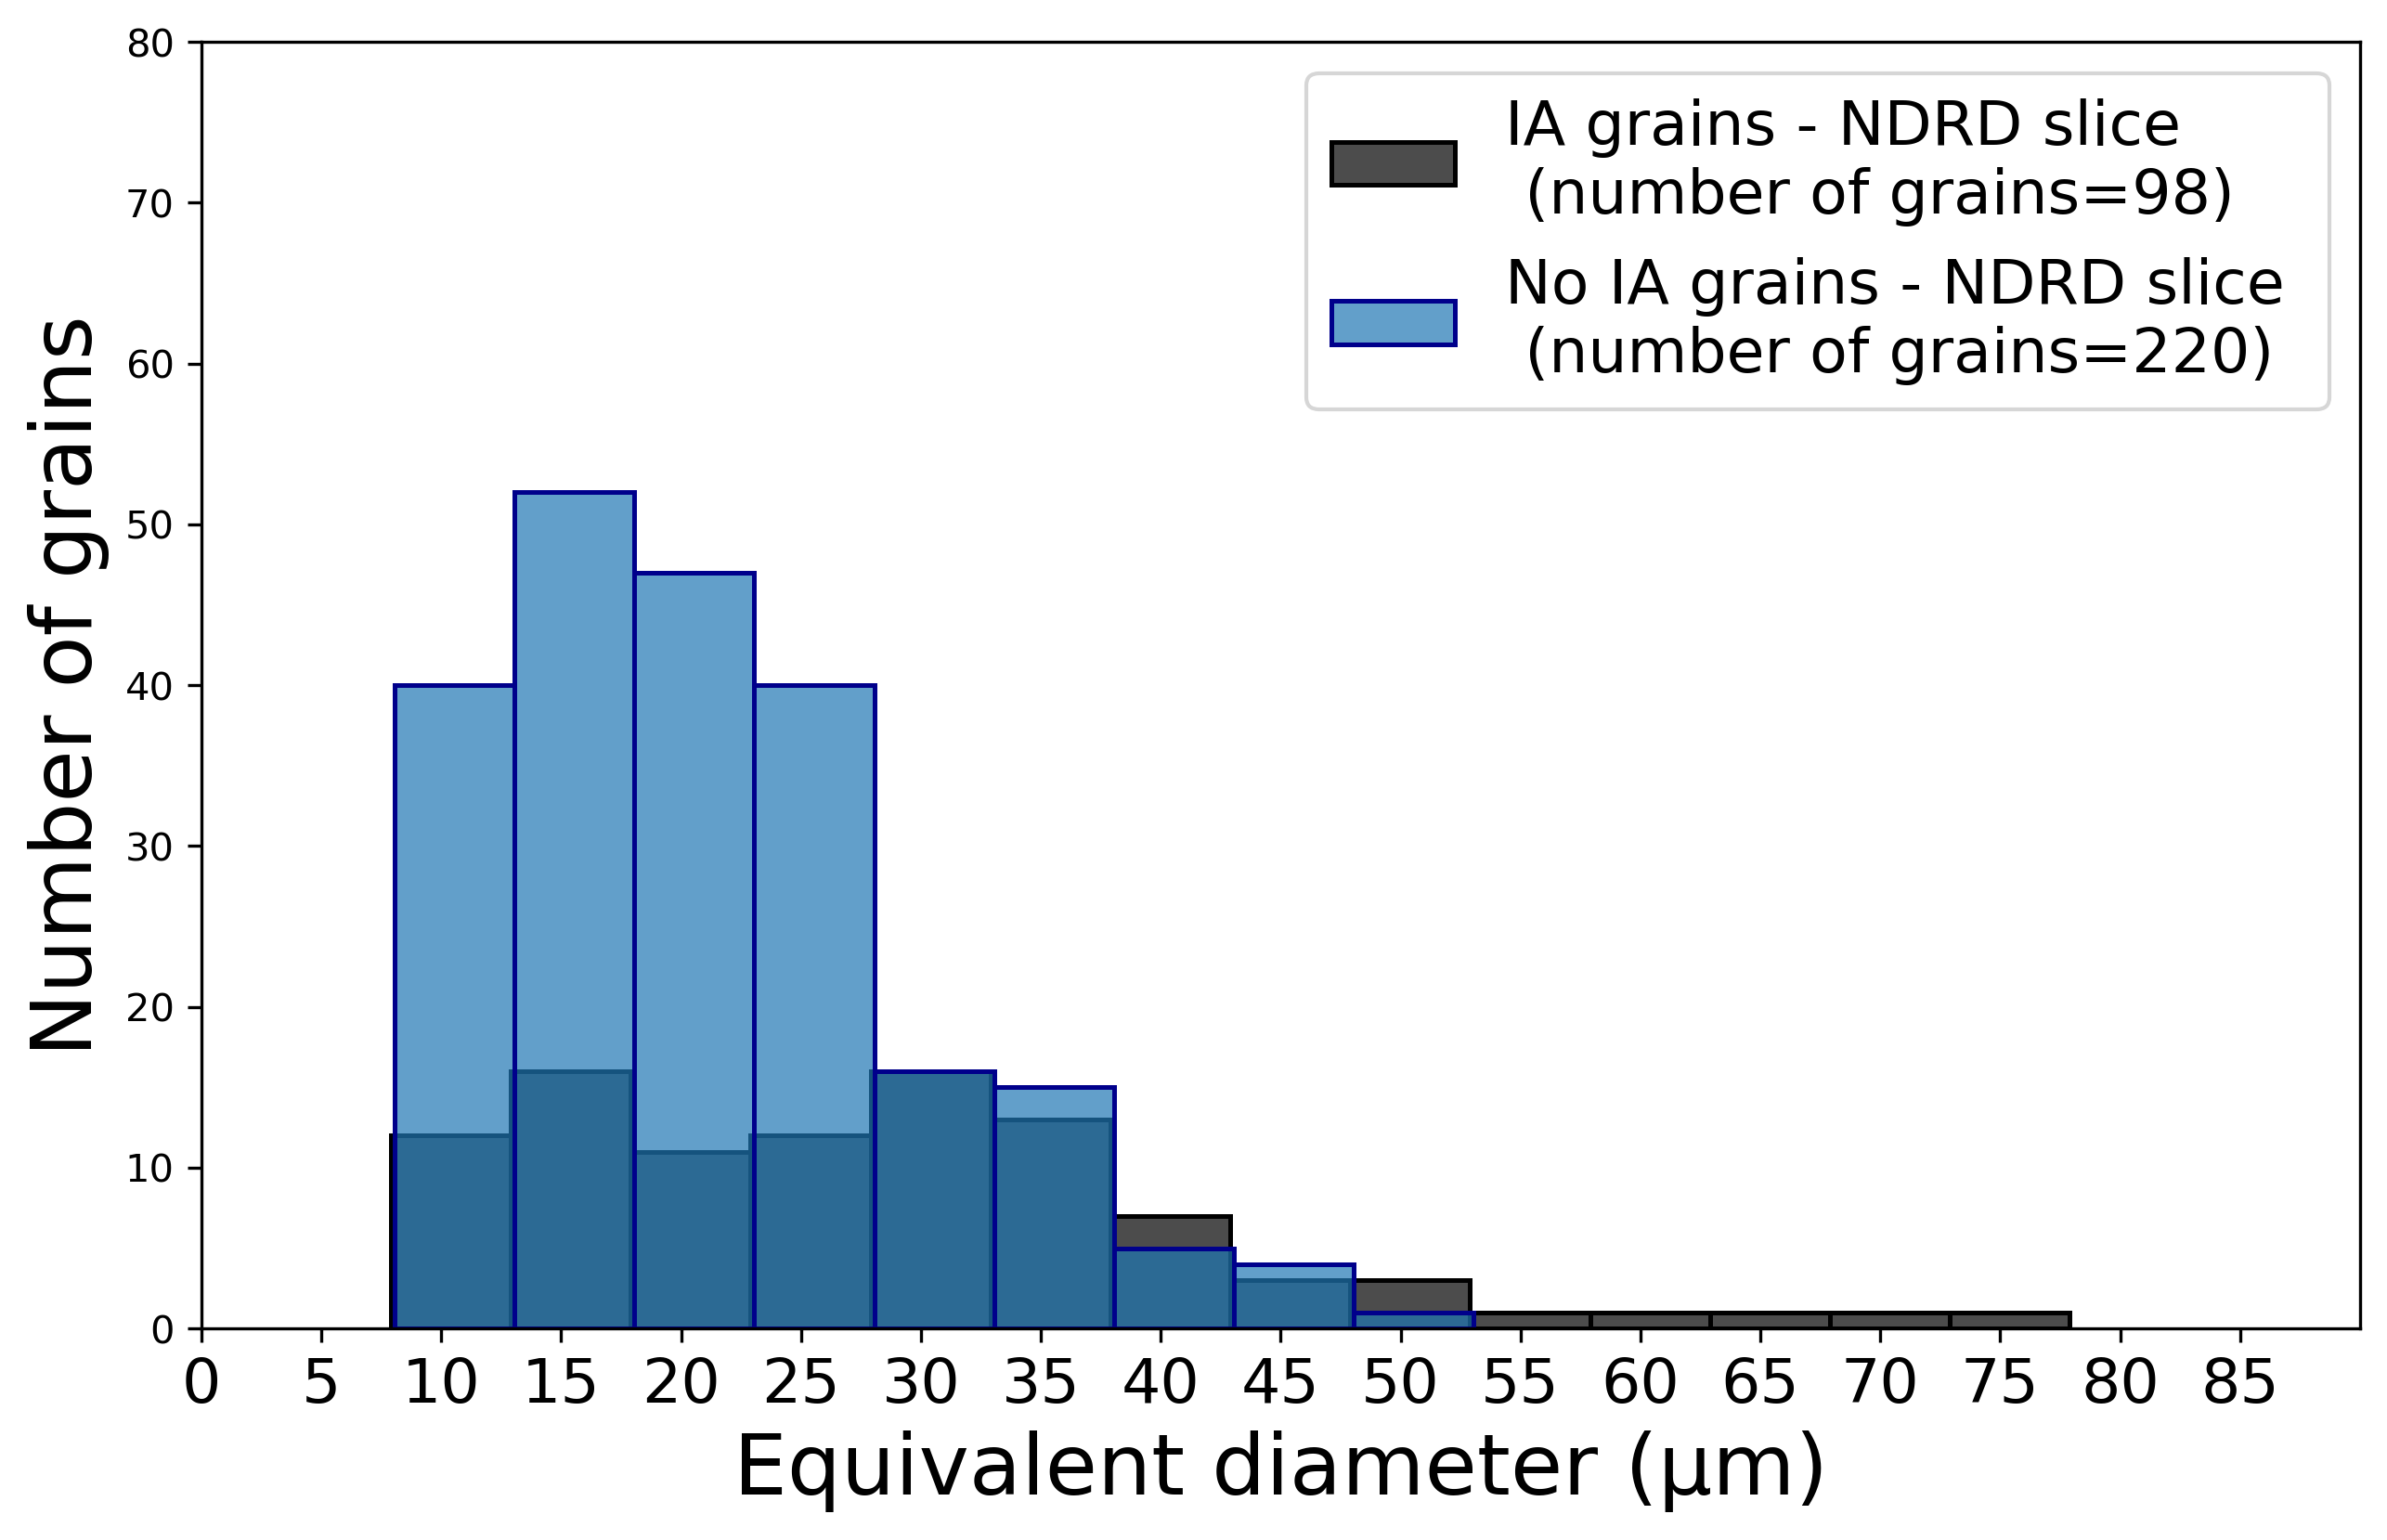 80
70
60
50
40
30
20
10
0
Number of grains
IA grains - NDRD slice
(number of grains=98)
No IA grains - NDRD slice
(number of grains=220)
0 5 10 15 20 25 30 35 40 45 50 55 60 65 70 75 80 85
Equivalent diameter (µm)